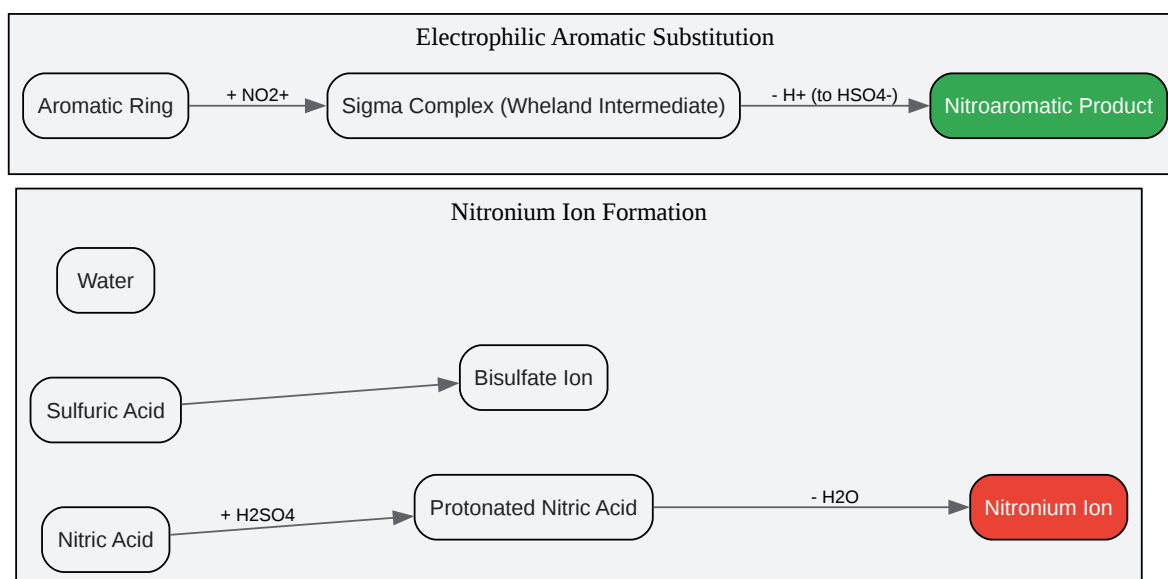 Electrophilic Aromatic Substitution
Aromatic Ring
+ NO2+
Sigma Complex (Wheland Intermediate)
- H+ (to HSO4-)
Nitroaromatic Product
Nitronium Ion Formation
Water
Sulfuric Acid
Bisulfate Ion
Nitric Acid
+ H2SO4
Protonated Nitric Acid
- H2O
Nitronium Ion